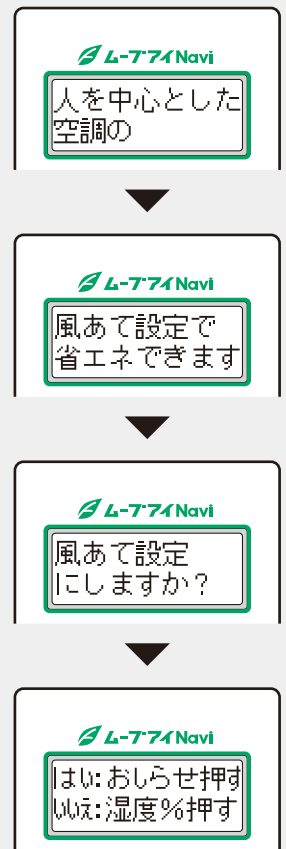 ムーブアイNavi
人を中心とした
空調の
ムーブアイNavi
風あて設定で
省エネできます
ムーブアイNavi
風あて設定
にしますか?
ムーブアイNavi
はい:おしらせ押す
いいえ:湿度%押す